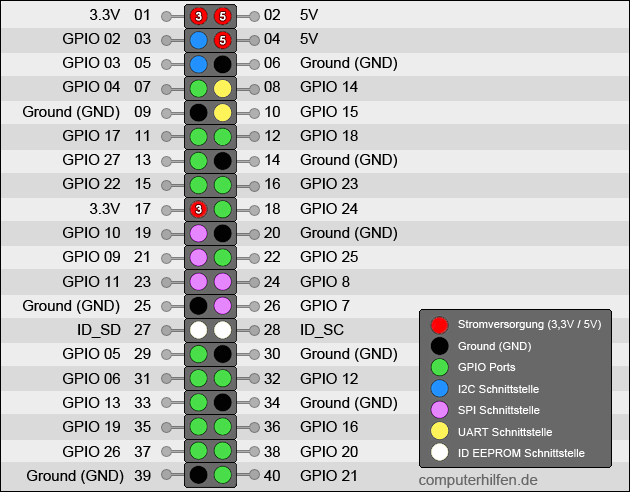 3.3V 01 3 5 02 5V
GPIO 02 03 5 04 5V
GPIO 03 05 06 Ground (GND)
GPIO 04 07 08 GPIO 14
Ground (GND) 09 10 GPIO 15
GPIO 17 11 12 GPIO 18
GPIO 27 13 14 Ground (GND)
GPIO 22 15 16 GPIO 23
3.3V 17 3 18 GPIO 24
GPIO 10 19 20 Ground (GND)
GPIO 09 21 22 GPIO 25
GPIO 11 23 24 GPIO 8
Ground (GND) 25 26 GPIO 7
ID_SD 27 28 ID_SC
GPIO 05 29 30 Ground (GND)
GPIO 06 31 32 GPIO 12
GPIO 13 33 34 Ground (GND)
GPIO 19 35 36 GPIO 16
GPIO 26 37 38 GPIO 20
Ground (GND) 39 40 GPIO 21
Stromversorgung (3,3V / 5V)
Ground (GND)
GPIO Ports
I2C Schnittstelle
SPI Schnittstelle
UART Schnittstelle
ID EEPROM Schnittstelle
computerhilfen.de